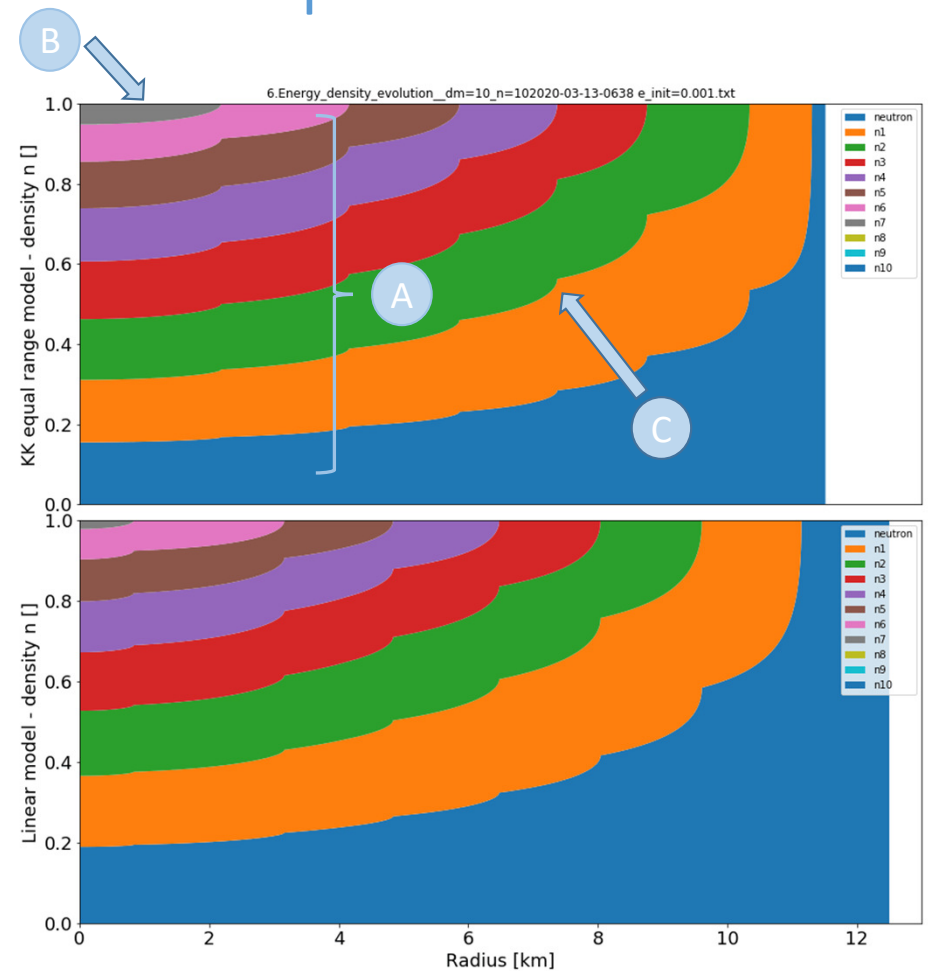 B
6.Energy_density_evolution__dm=10_n=102020-03-13-0638 e_init=0.001.txt
KK equal range model - density n []
1.0
0.8
0.6
0.4
0.2
0.0
neutron
n1
n2
n3
n4
n5
n6
n7
n8
n9
n10
A
C
Linear model - density n []
1.0
0.8
0.6
0.4
0.2
0.0
neutron
n1
n2
n3
n4
n5
n6
n7
n8
n9
n10
0 2 4 6 8 10 12
Radius [km]